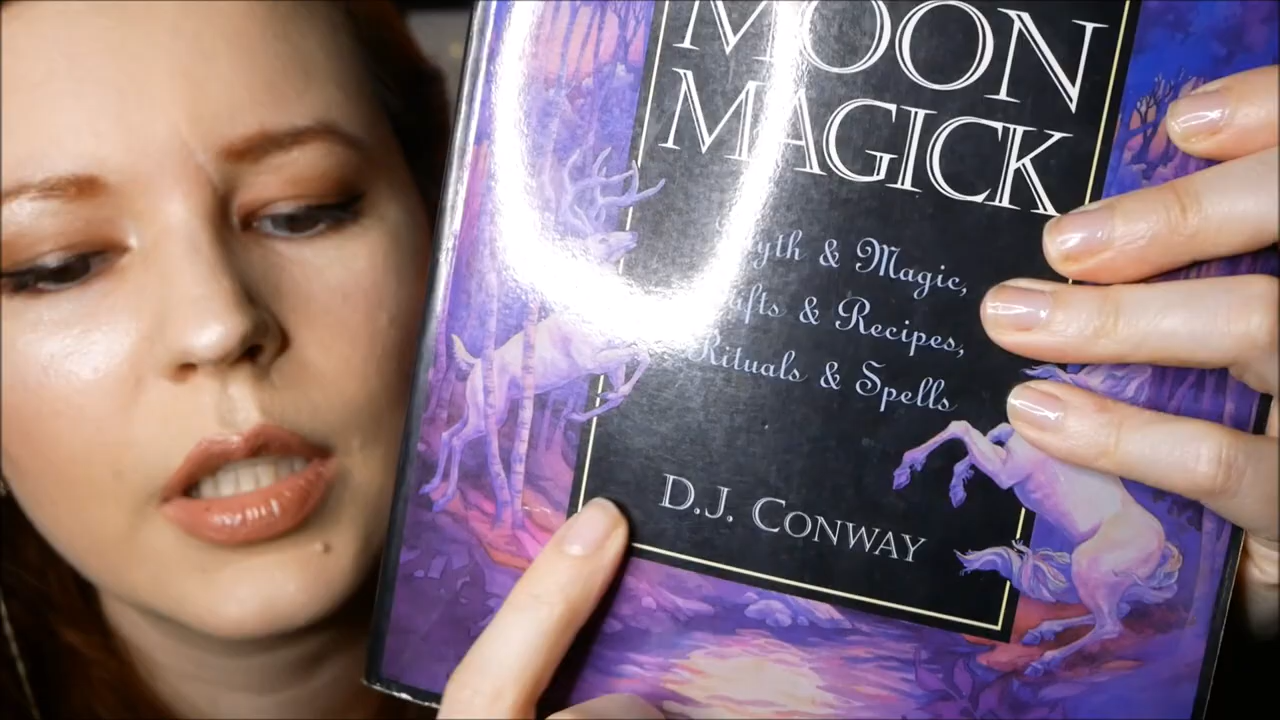 MOON
MAGICK
& Magic,
& Recipes,
Rituals & Spells
D.J. CONWAY